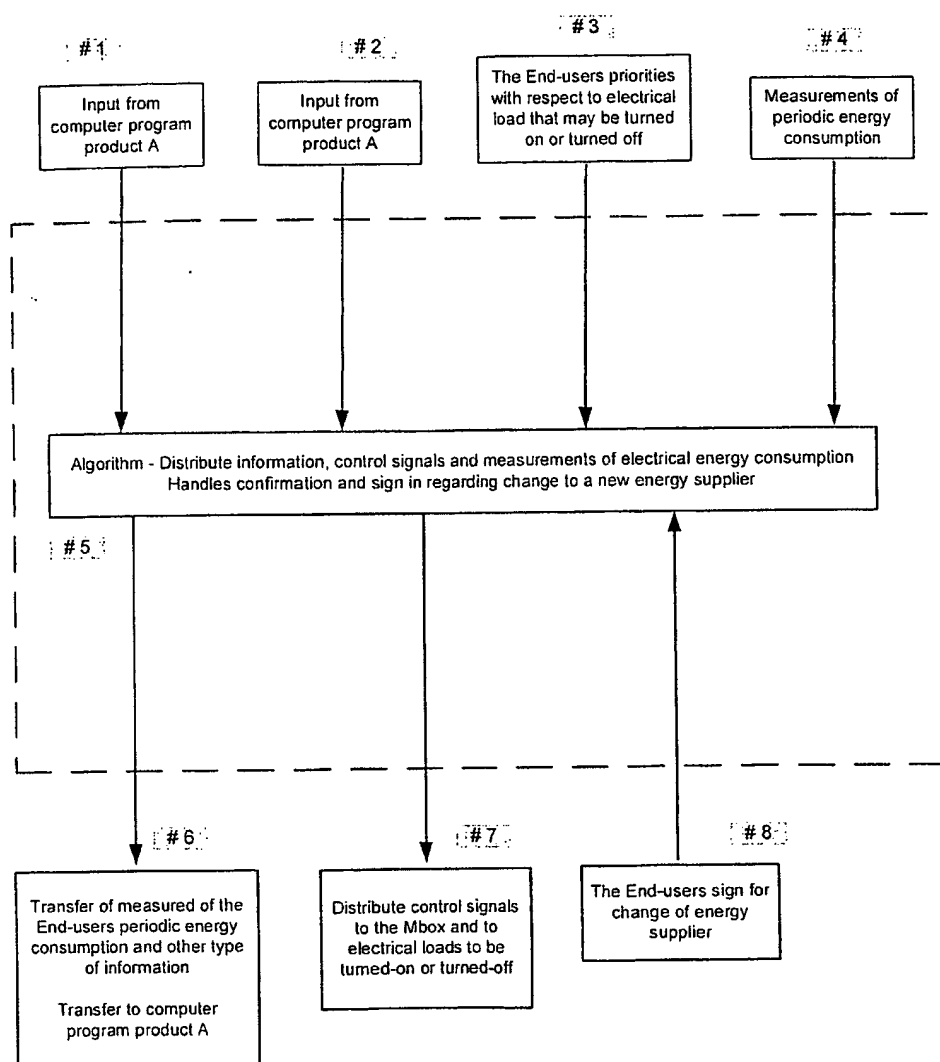 # 1
# 2
# 3
# 4
Input from
computer program
product A
Input from
computer program
product A
The End-users priorities
with respect to electrical
load that may be turned
on or turned off
Measurements of
periodic energy
consumption
Algorithm - Distribute information, control signals and measurements of electrical energy consumption
Handles confirmation and sign in regarding change to a new energy supplier
# 5
# 6
# 7
# 8
Transfer of measured of the
End-users periodic energy
consumption and other type
of information
Transfer to computer
program product A
Distribute control signals
to the Mbox and to
electrical loads to be
turned-on or turned-off
The End-users sign for
change of energy
supplier